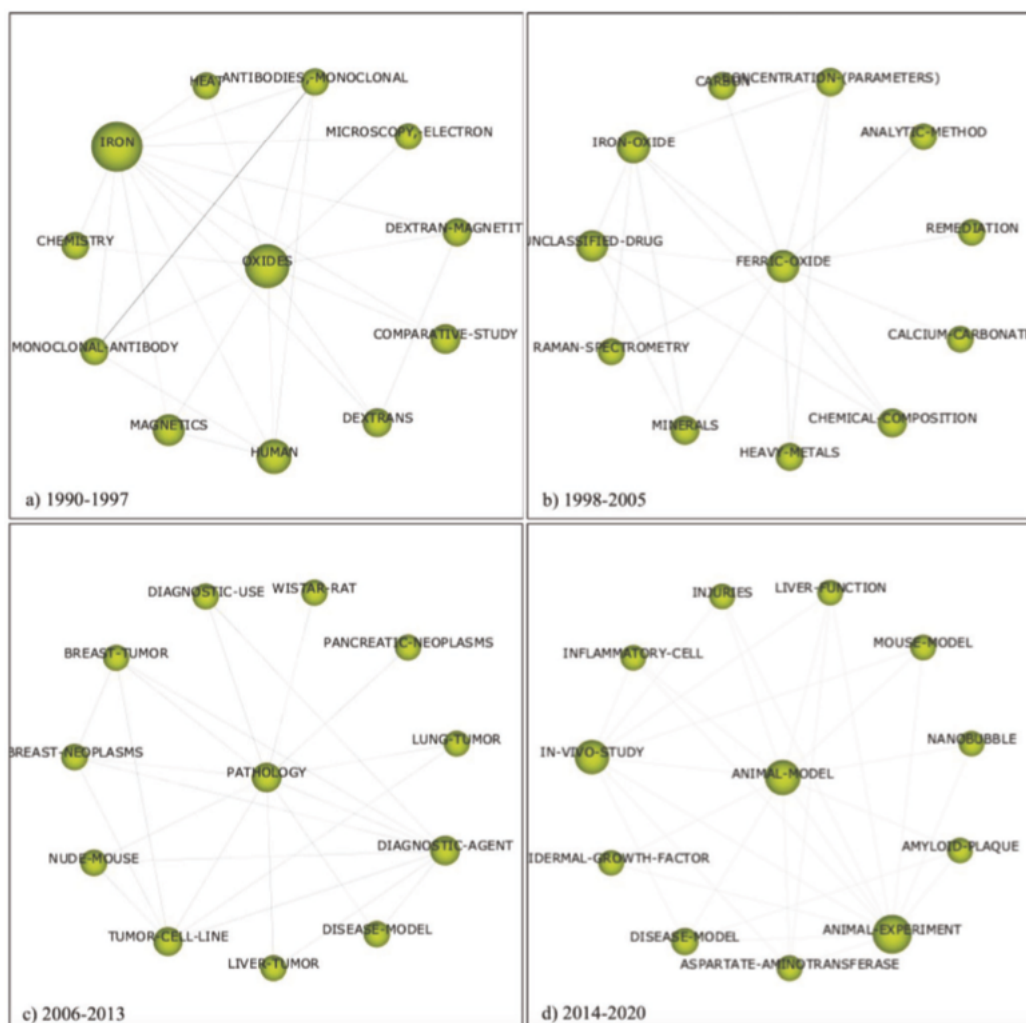 HEAT
ANTIBODIES,-MONOCLONAL
IRON
MICROSCOPY,-ELECTRON
CHEMISTRY
DEXTRAN-MAGNETIT
OXIDES
MONOCLONAL-ANTIBODY
COMPARATIVE-STUDY
MAGNETICS
DEXTRANS
HUMAN
a) 1990-1997
CARBON
CONCENTRATION-(PARAMETERS)
IRON-OXIDE
ANALYTIC-METHOD
UNCLASSIFIED-DRUG
REMEDIATION
FERRIC-OXIDE
RAMAN-SPECTROMETRY
CALCIUM-CARBONATE
MINERALS
CHEMICAL-COMPOSITION
HEAVY-METALS
b) 1998-2005
DIAGNOSTIC-USE
WISTAR-RAT
BREAST-TUMOR
PANCREATIC-NEOPLASMS
BREAST-NEOPLASMS
LUNG-TUMOR
PATHOLOGY
NUDE-MOUSE
DIAGNOSTIC-AGENT
TUMOR-CELL-LINE
DISEASE-MODEL
LIVER-TUMOR
c) 2006-2013
INJURIES
LIVER-FUNCTION
INFLAMMATORY-CELL
MOUSE-MODEL
IN-VIVO-STUDY
NANOBUBBLE
ANIMAL-MODEL
IDERMAL-GROWTH-FACTOR
AMYLOID-PLAQUE
DISEASE-MODEL
ANIMAL-EXPERIMENT
ASPARTATE-AMINOTRANSFERASE
d) 2014-2020